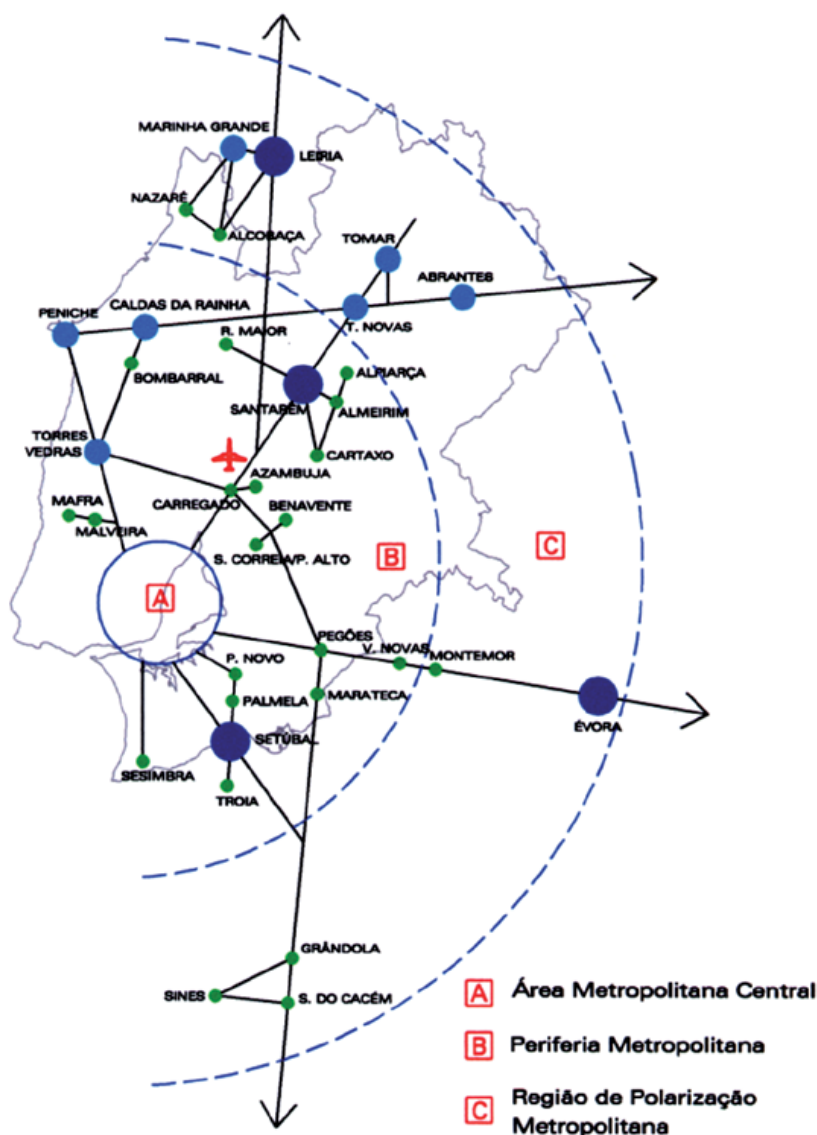 MARINHA GRANDE
LEIRIA
NAZARÉ
ALCOBAÇA
TOMAR
ABRANTES
CALDAS DA RAINHA
PENICHE
T. NOVAS
R. MAIOR
BOMBARRAL
ALPIARÇA
SANTARÉM
ALMEIRIM
TORRES
VEDRAS
CARTAXO
AZAMBUJA
MAFRA
CARREGADO
BENAVENTE
MALVEIRA
S. CORREIA/P. ALTO
B
C
A
PEGÕES
V. NOVAS
MONTEMOR
P. NOVO
PALMELA
MARATECA
ÉVORA
SETÚBAL
SESIMBRA
TROIA
GRÂNDOLA
SINES
S. DO CACÉM
A Área Metropolitana Central
B Periferia Metropolitana
C Região de Polarização
Metropolitana